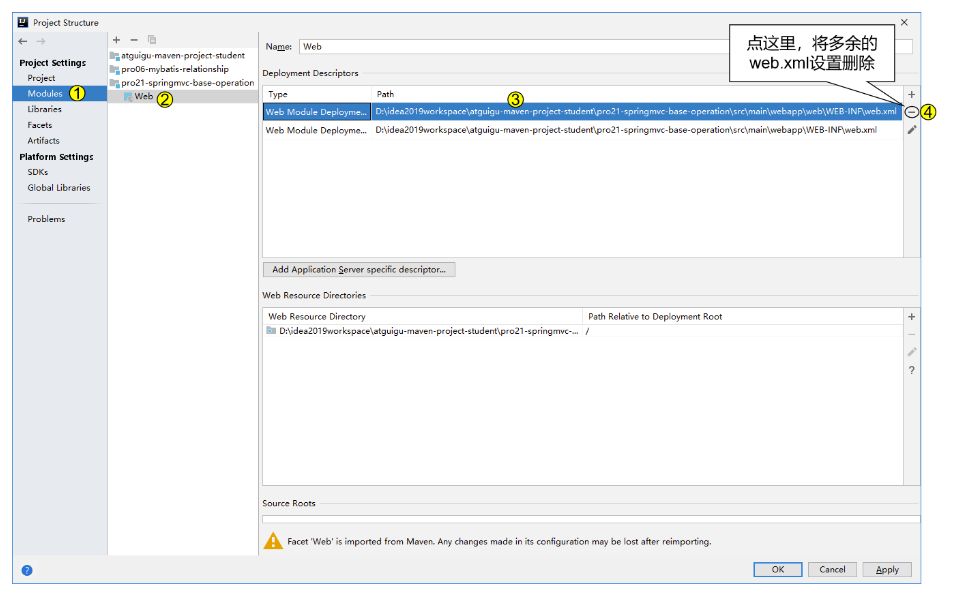 Project Structure
点这里，将多余的
web.xml设置删除
Project Settings
Project
Modules ①
Libraries
Facets
Artifacts
Platform Settings
SDKs
Global Libraries
Problems
atguigu-maven-project-student
pro06-mybatis-relationship
pro21-springmvc-base-operation
Web ②
Name: Web
Deployment Descriptors
Type Path ③
Web Module Deployme... D:\idea2019workspace\atguigu-maven-project-student\pro21-springmvc-base-operation\src\main\webapp\web\WEB-INF\web.xml ④
Web Module Deployme... D:\idea2019workspace\atguigu-maven-project-student\pro21-springmvc-base-operation\src\main\webapp\WEB-INF\web.xml
Add Application Server specific descriptor...
Web Resource Directories
Web Resource Directory Path Relative to Deployment Root
D:\idea2019workspace\atguigu-maven-project-student\pro21-springmvc-... /
Source Roots
Facet 'Web' is imported from Maven. Any changes made in its configuration may be lost after reimporting.
OK Cancel Apply